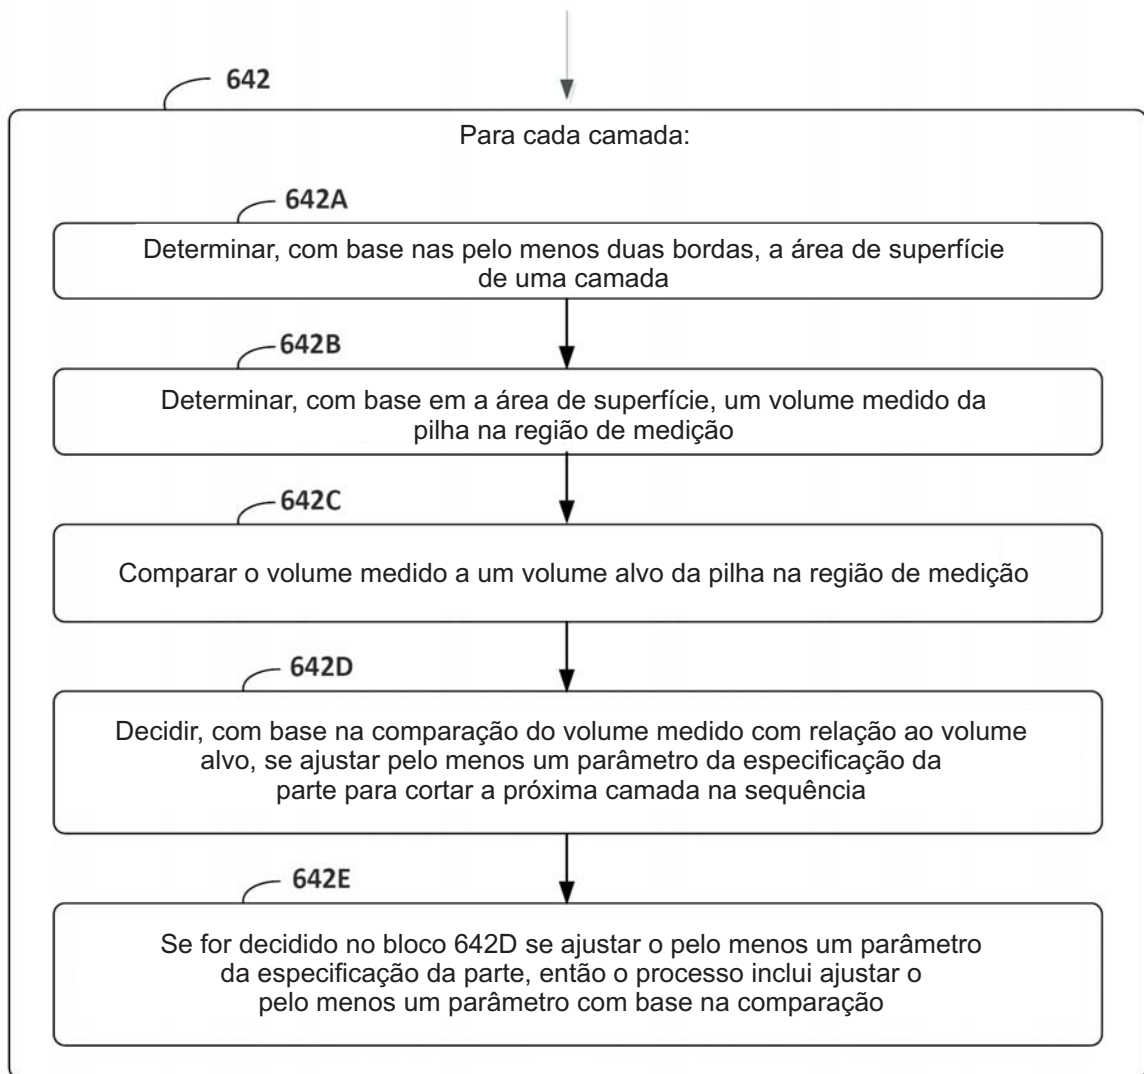 642
Para cada camada:
642A
Determinar, com base nas pelo menos duas bordas, a área de superfície
de uma camada
642B
Determinar, com base em a área de superfície, um volume medido da
pilha na região de medição
642C
Comparar o volume medido a um volume alvo da pilha na região de medição
642D
Decidir, com base na comparação do volume medido com relação ao volume
alvo, se ajustar pelo menos um parâmetro da especificação da
parte para cortar a próxima camada na sequência
642E
Se for decidido no bloco 642D se ajustar o pelo menos um parâmetro
da especificação da parte, então o processo inclui ajustar o
pelo menos um parâmetro com base na comparação